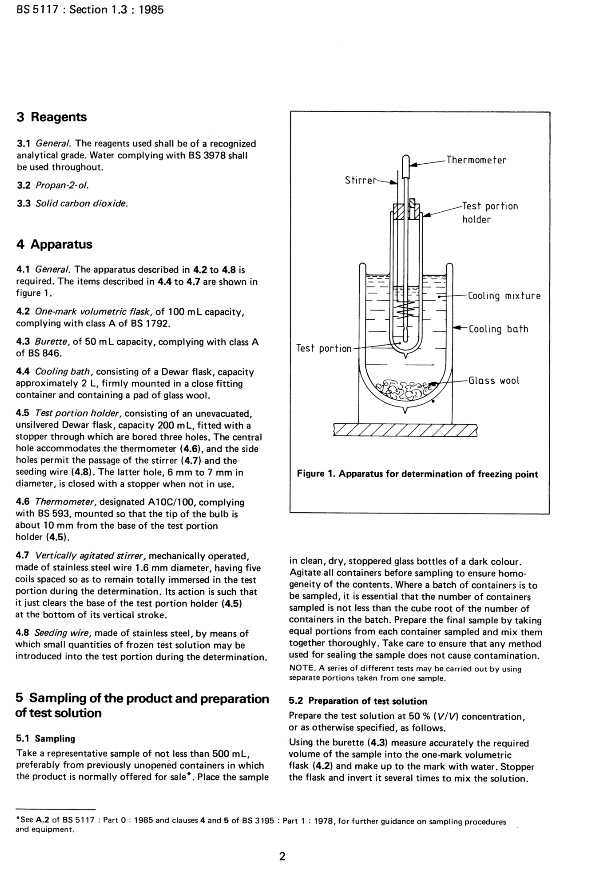 BS 5117 : Section 1.3 : 1985
3 Reagents
3.1 General. The reagents used shall be of a recognized
analytical grade. Water complying with BS 3978 shall
be used throughout.
3.2 Propan-2-ol.
3.3 Solid carbon dioxide.
4 Apparatus
4.1 General. The apparatus described in 4.2 to 4.8 is
required. The items described in 4.4 to 4.7 are shown in
figure 1.
4.2 One-mark volumetric flask, of 100 mL capacity,
complying with class A of BS 1792.
4.3 Burette, of 50 mL capacity, complying with class A
of BS 846.
4.4 Cooling bath, consisting of a Dewar flask, capacity
approximately 2 L, firmly mounted in a close fitting
container and containing a pad of glass wool.
4.5 Test portion holder, consisting of an unevacuated,
unsilvered Dewar flask, capacity 200 mL, fitted with a
stopper through which are bored three holes. The central
hole accommodates the thermometer (4.6), and the side
holes permit the passage of the stirrer (4.7) and the
seeding wire (4.8). The latter hole, 6 mm to 7 mm in
diameter, is closed with a stopper when not in use.
4.6 Thermometer, designated A10C/100, complying
with BS 593, mounted so that the tip of the bulb is
about 10 mm from the base of the test portion
holder (4.5).
4.7 Vertically agitated stirrer, mechanically operated,
made of stainless steel wire 1.6 mm diameter, having five
coils spaced so as to remain totally immersed in the test
portion during the determination. Its action is such that
it just clears the base of the test portion holder (4.5)
at the bottom of its vertical stroke.
4.8 Seeding wire, made of stainless steel, by means of
which small quantities of frozen test solution may be
introduced into the test portion during the determination.
5 Sampling of the product and preparation
of test solution
5.1 Sampling
Take a representative sample of not less than 500 mL,
preferably from previously unopened containers in which
the product is normally offered for sale*. Place the sample
Thermometer
Stirrer
Test portion
holder
Cooling mixture
Cooling bath
Test portion
Glass wool
Figure 1. Apparatus for determination of freezing point
in clean, dry, stoppered glass bottles of a dark colour.
Agitate all containers before sampling to ensure homo-
geneity of the contents. Where a batch of containers is to
be sampled, it is essential that the number of containers
sampled is not less than the cube root of the number of
containers in the batch. Prepare the final sample by taking
equal portions from each container sampled and mix them
together thoroughly. Take care to ensure that any method
used for sealing the sample does not cause contamination.
NOTE. A series of different tests may be carried out by using
separate portions taken from one sample.
5.2 Preparation of test solution
Prepare the test solution at 50 % (V/V) concentration,
or as otherwise specified, as follows.
Using the burette (4.3) measure accurately the required
volume of the sample into the one-mark volumetric
flask (4.2) and make up to the mark with water. Stopper
the flask and invert it several times to mix the solution.
*See A.2 of BS 5117 : Part 0 : 1985 and clauses 4 and 5 of BS 3195 : Part 1 : 1978, for further guidance on sampling procedures
and equipment.
2